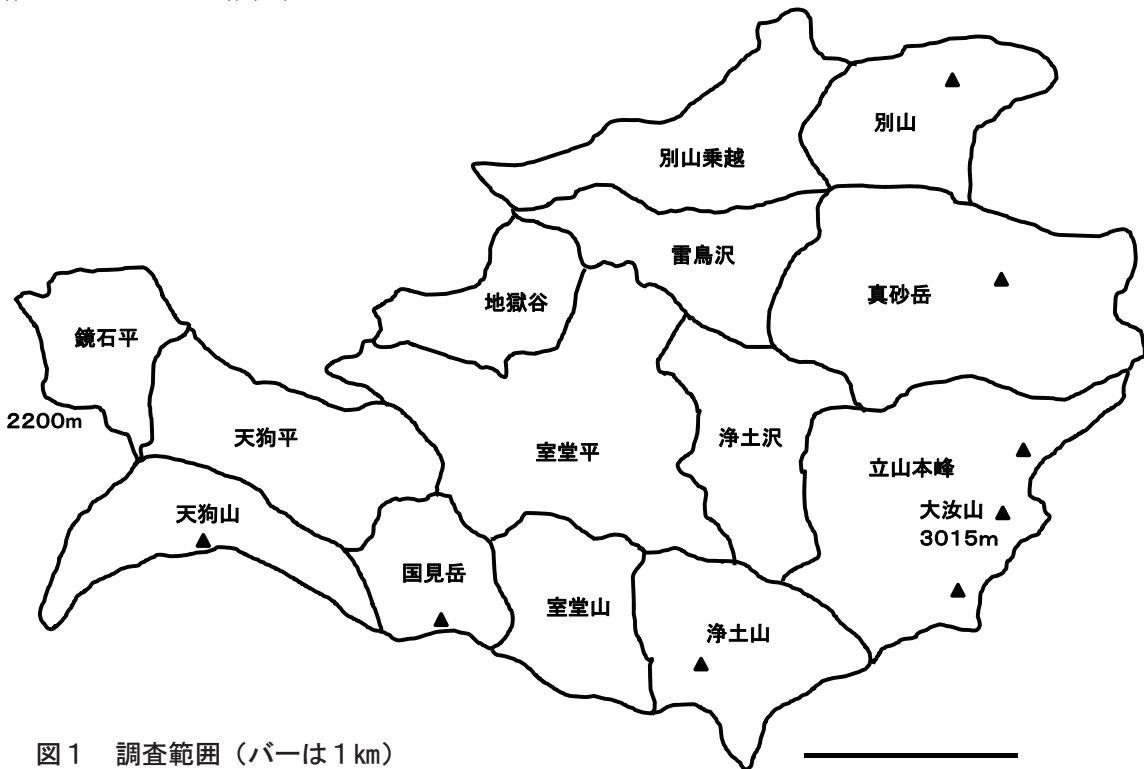 別山
別山乗越
雷鳥沢
真砂岳
地獄谷
鏡石平
2200m
天狗平
室堂平
浄土沢
立山本峰
大汝山
3015m
天狗山
国見岳
室堂山
浄土山
図1 調査範囲(バーは1㎞)